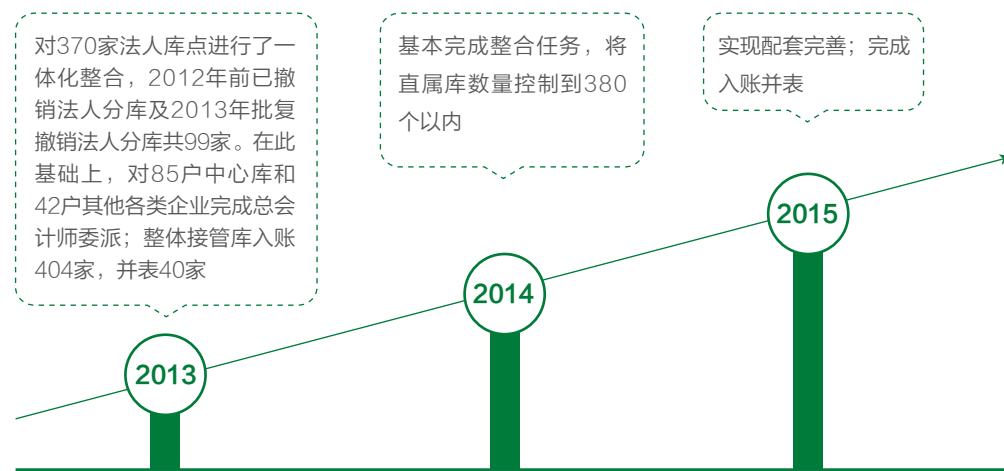 对370家法人库点进行了一
体化整合，2012年前已撤
销法人分库及2013年批复
撤销法人分库共99家。在此
基础上，对85户中心库和
42户其他各类企业完成总会
计师委派；整体接管库入账
404家，并表40家
2013
基本完成整合任务，将
直属库数量控制到380
个以内
2014
实现配套完善；完成
入账并表
2015